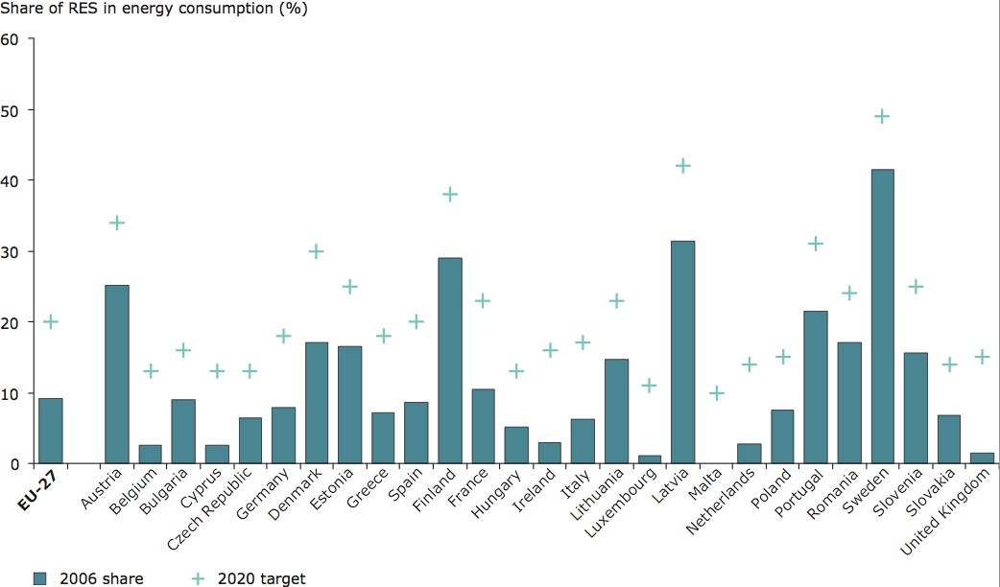 Share of RES in energy consumption (%)
60
50
40
30
20
10
0
EU-27
Austria
Belgium
Bulgaria
Cyprus
Czech Republic
Germany
Denmark
Estonia
Greece
Spain
Finland
France
Hungary
Ireland
Italy
Lithuania
Luxembourg
Latvia
Malta
Netherlands
Poland
Portugal
Romania
Sweden
Slovenia
Slovakia
United Kingdom
2006 share
2020 target